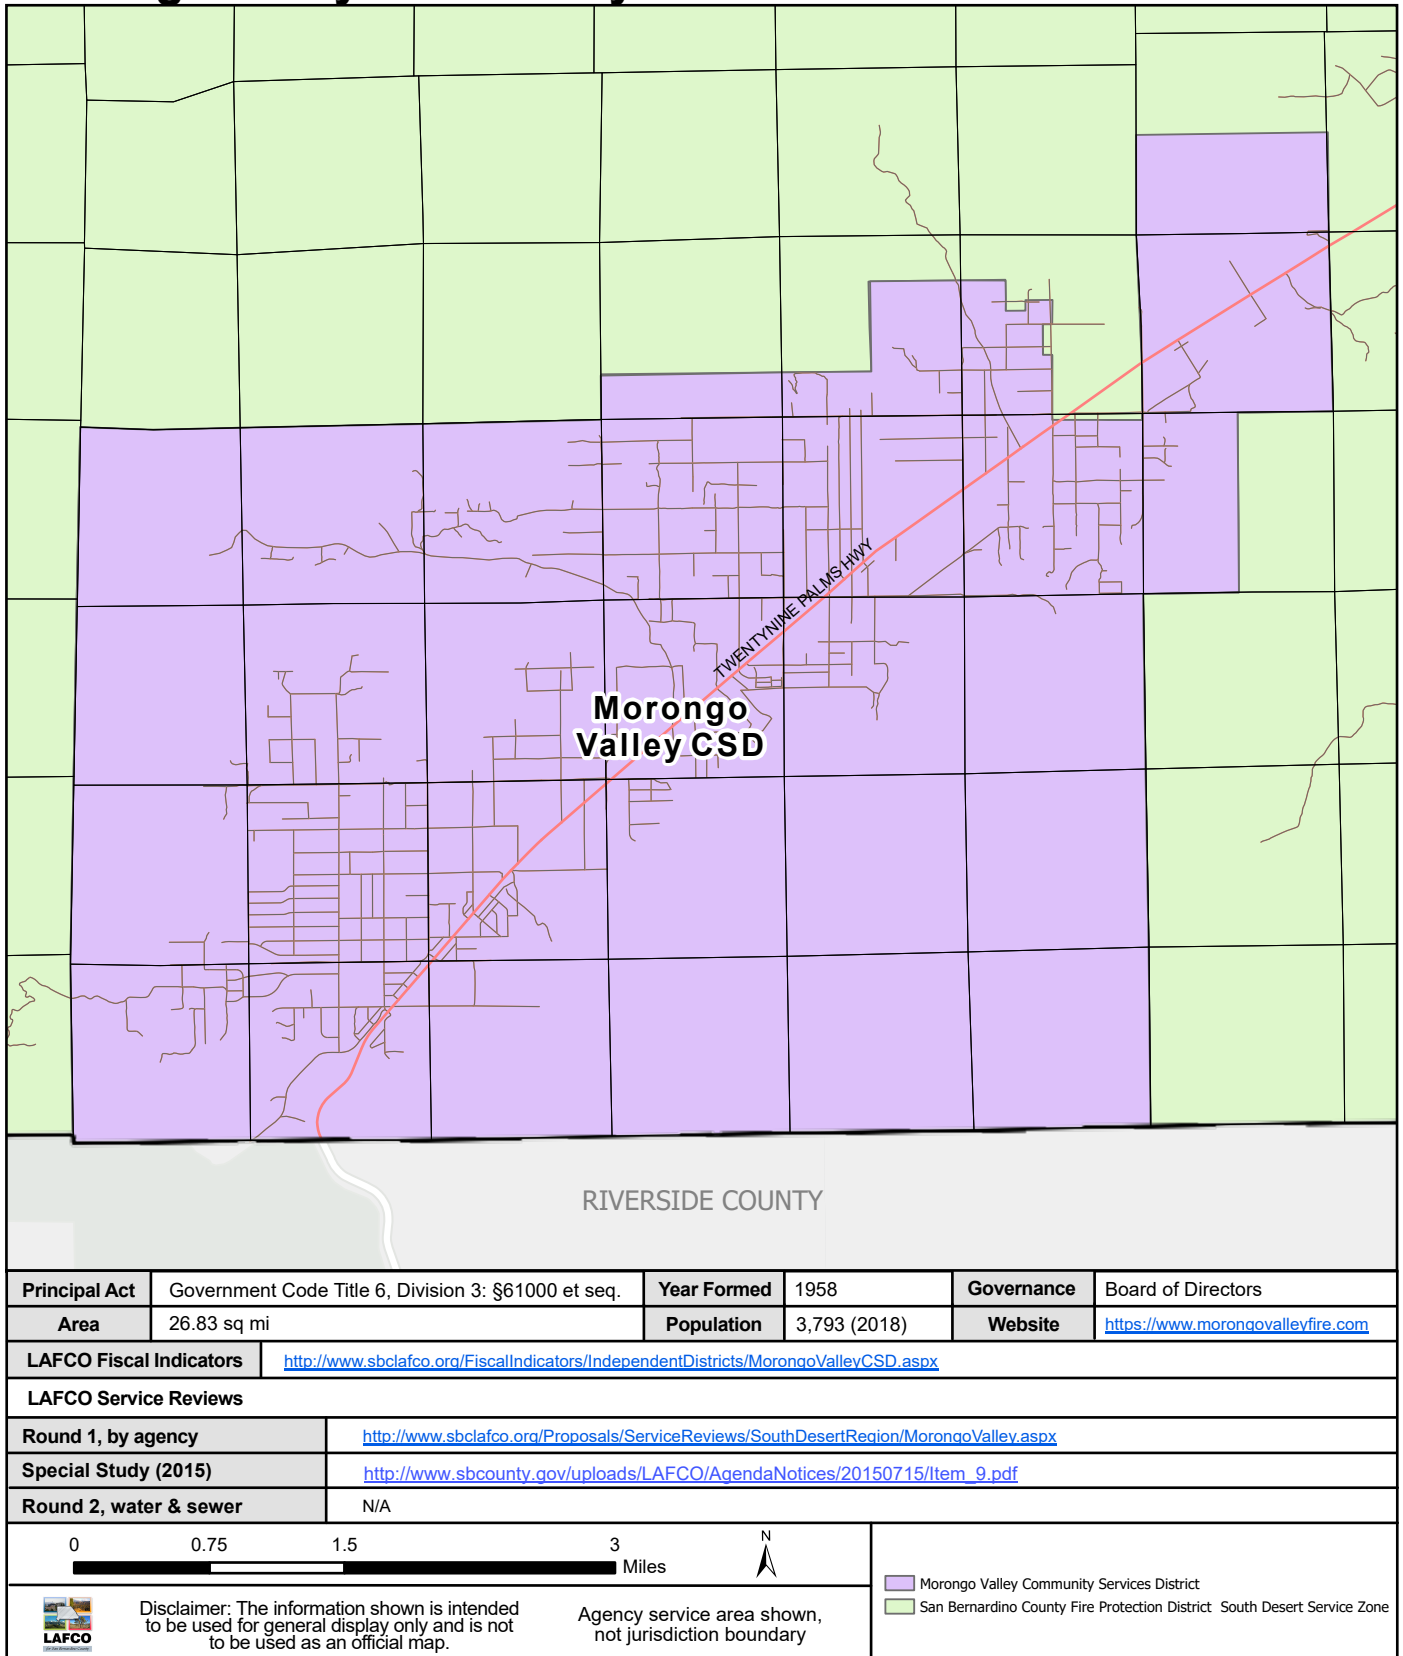 TWENTYNINE PALMS HWY
Morongo
Valley CSD
RIVERSIDE COUNTY
Principal Act Government Code Title 6, Division 3: §61000 et seq. Year Formed 1958 Governance Board of Directors
Area 26.83 sq mi Population 3,793 (2018) Website https://www.morongovalleyfire.com
LAFCO Fiscal Indicators http://www.sbclafco.org/FiscalIndicators/IndependentDistricts/MorongoValleyCSD.aspx
LAFCO Service Reviews
Round 1, by agency http://www.sbclafco.org/Proposals/ServiceReviews/SouthDesertRegion/MorongoValley.aspx
Special Study (2015) http://www.sbcounty.gov/uploads/LAFCO/AgendaNotices/20150715/Item_9.pdf
Round 2, water & sewer N/A
0 0.75 1.5 3
Miles
N
Morongo Valley Community Services District
San Bernardino County Fire Protection District South Desert Service Zone
LAFCO
Disclaimer: The information shown is intended
to be used for general display only and is not
to be used as an official map.
Agency service area shown,
not jurisdiction boundary